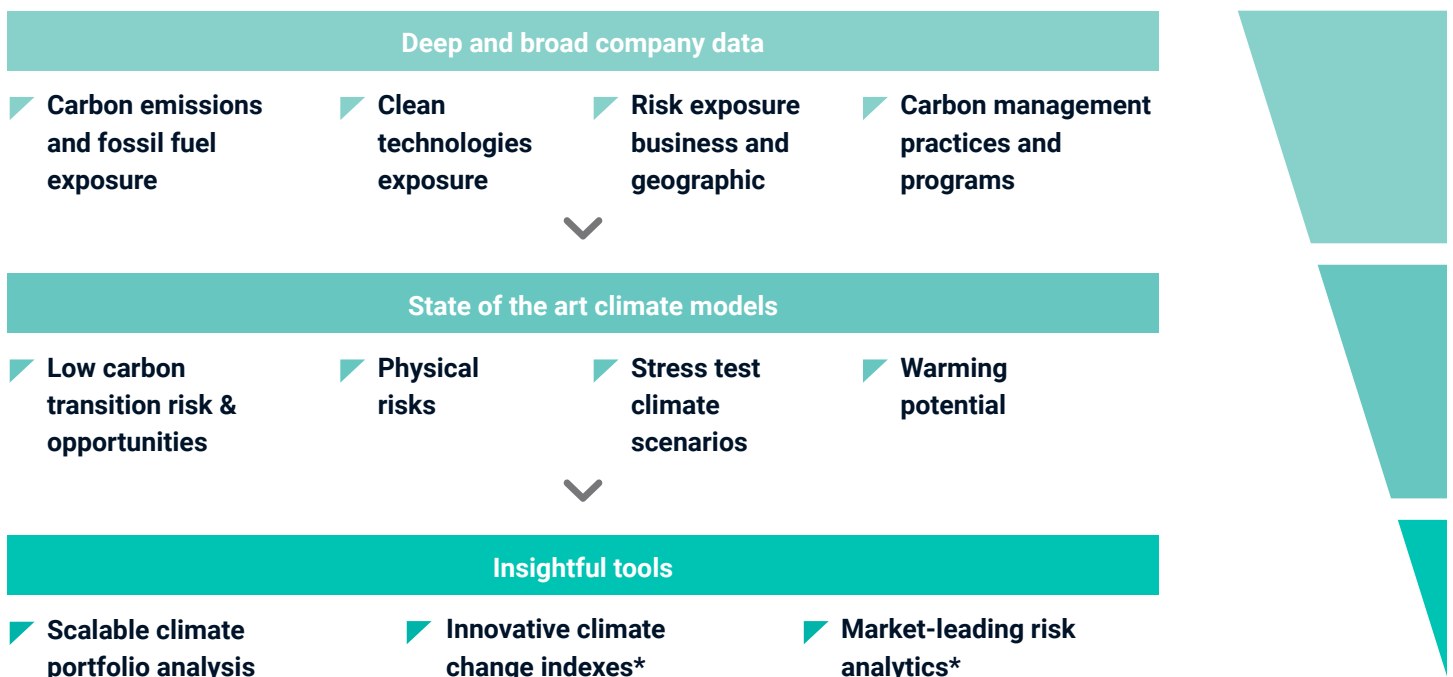 Deep and broad company data
Carbon emissions
and fossil fuel
exposure
Clean
technologies
exposure
Risk exposure
business and
geographic
Carbon management
practices and
programs
State of the art climate models
Low carbon
transition risk &
opportunities
Physical
risks
Stress test
climate
scenarios
Warming
potential
Insightful tools
Scalable climate
portfolio analysis
Innovative climate
change indexes*
Market-leading risk
analytics*